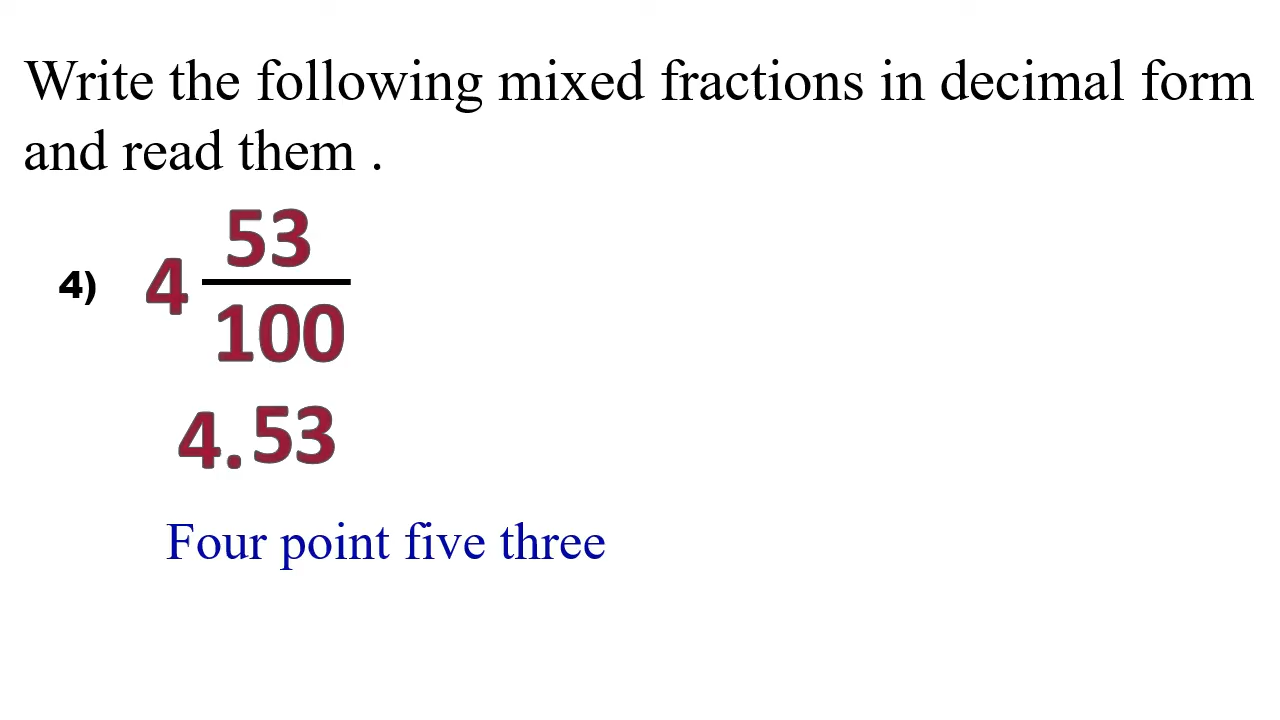 Write the following mixed fractions in decimal form
and read them .
4) 4 53/100
4.53
Four point five three